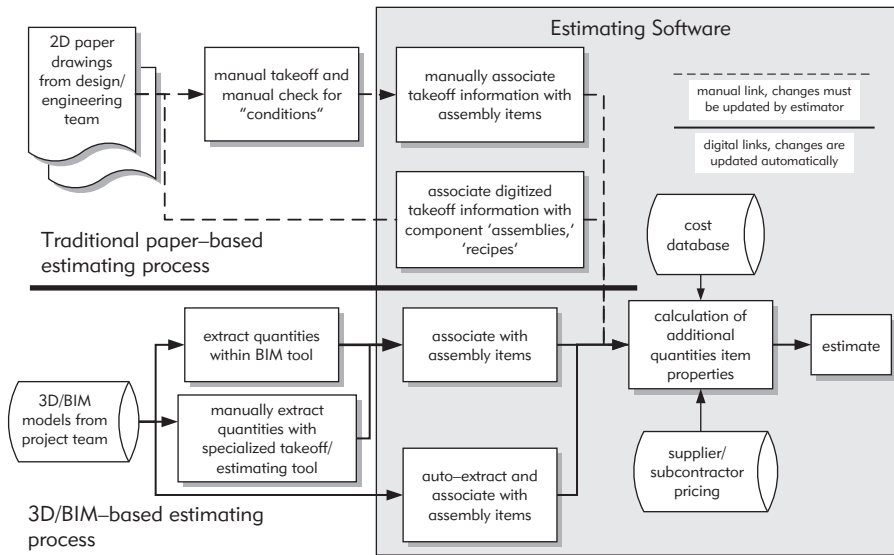 Estimating Software
2D paper
drawings
from design/
engineering
team
manual takeoff and
manual check for
"conditions"
manually associate
takeoff information with
assembly items
manual link, changes must
be updated by estimator
digital links, changes are
updated automatically
associate digitized
takeoff information with
component 'assemblies,'
'recipes'
cost
database
Traditional paper–based
estimating process
extract quantities
within BIM tool
associate with
assembly items
calculation of
additional
quantities item
properties
estimate
3D/BIM
models from
project team
manually extract
quantities with
specialized takeoff/
estimating tool
auto–extract and
associate with
assembly items
supplier/
subcontractor
pricing
3D/BIM–based estimating
process